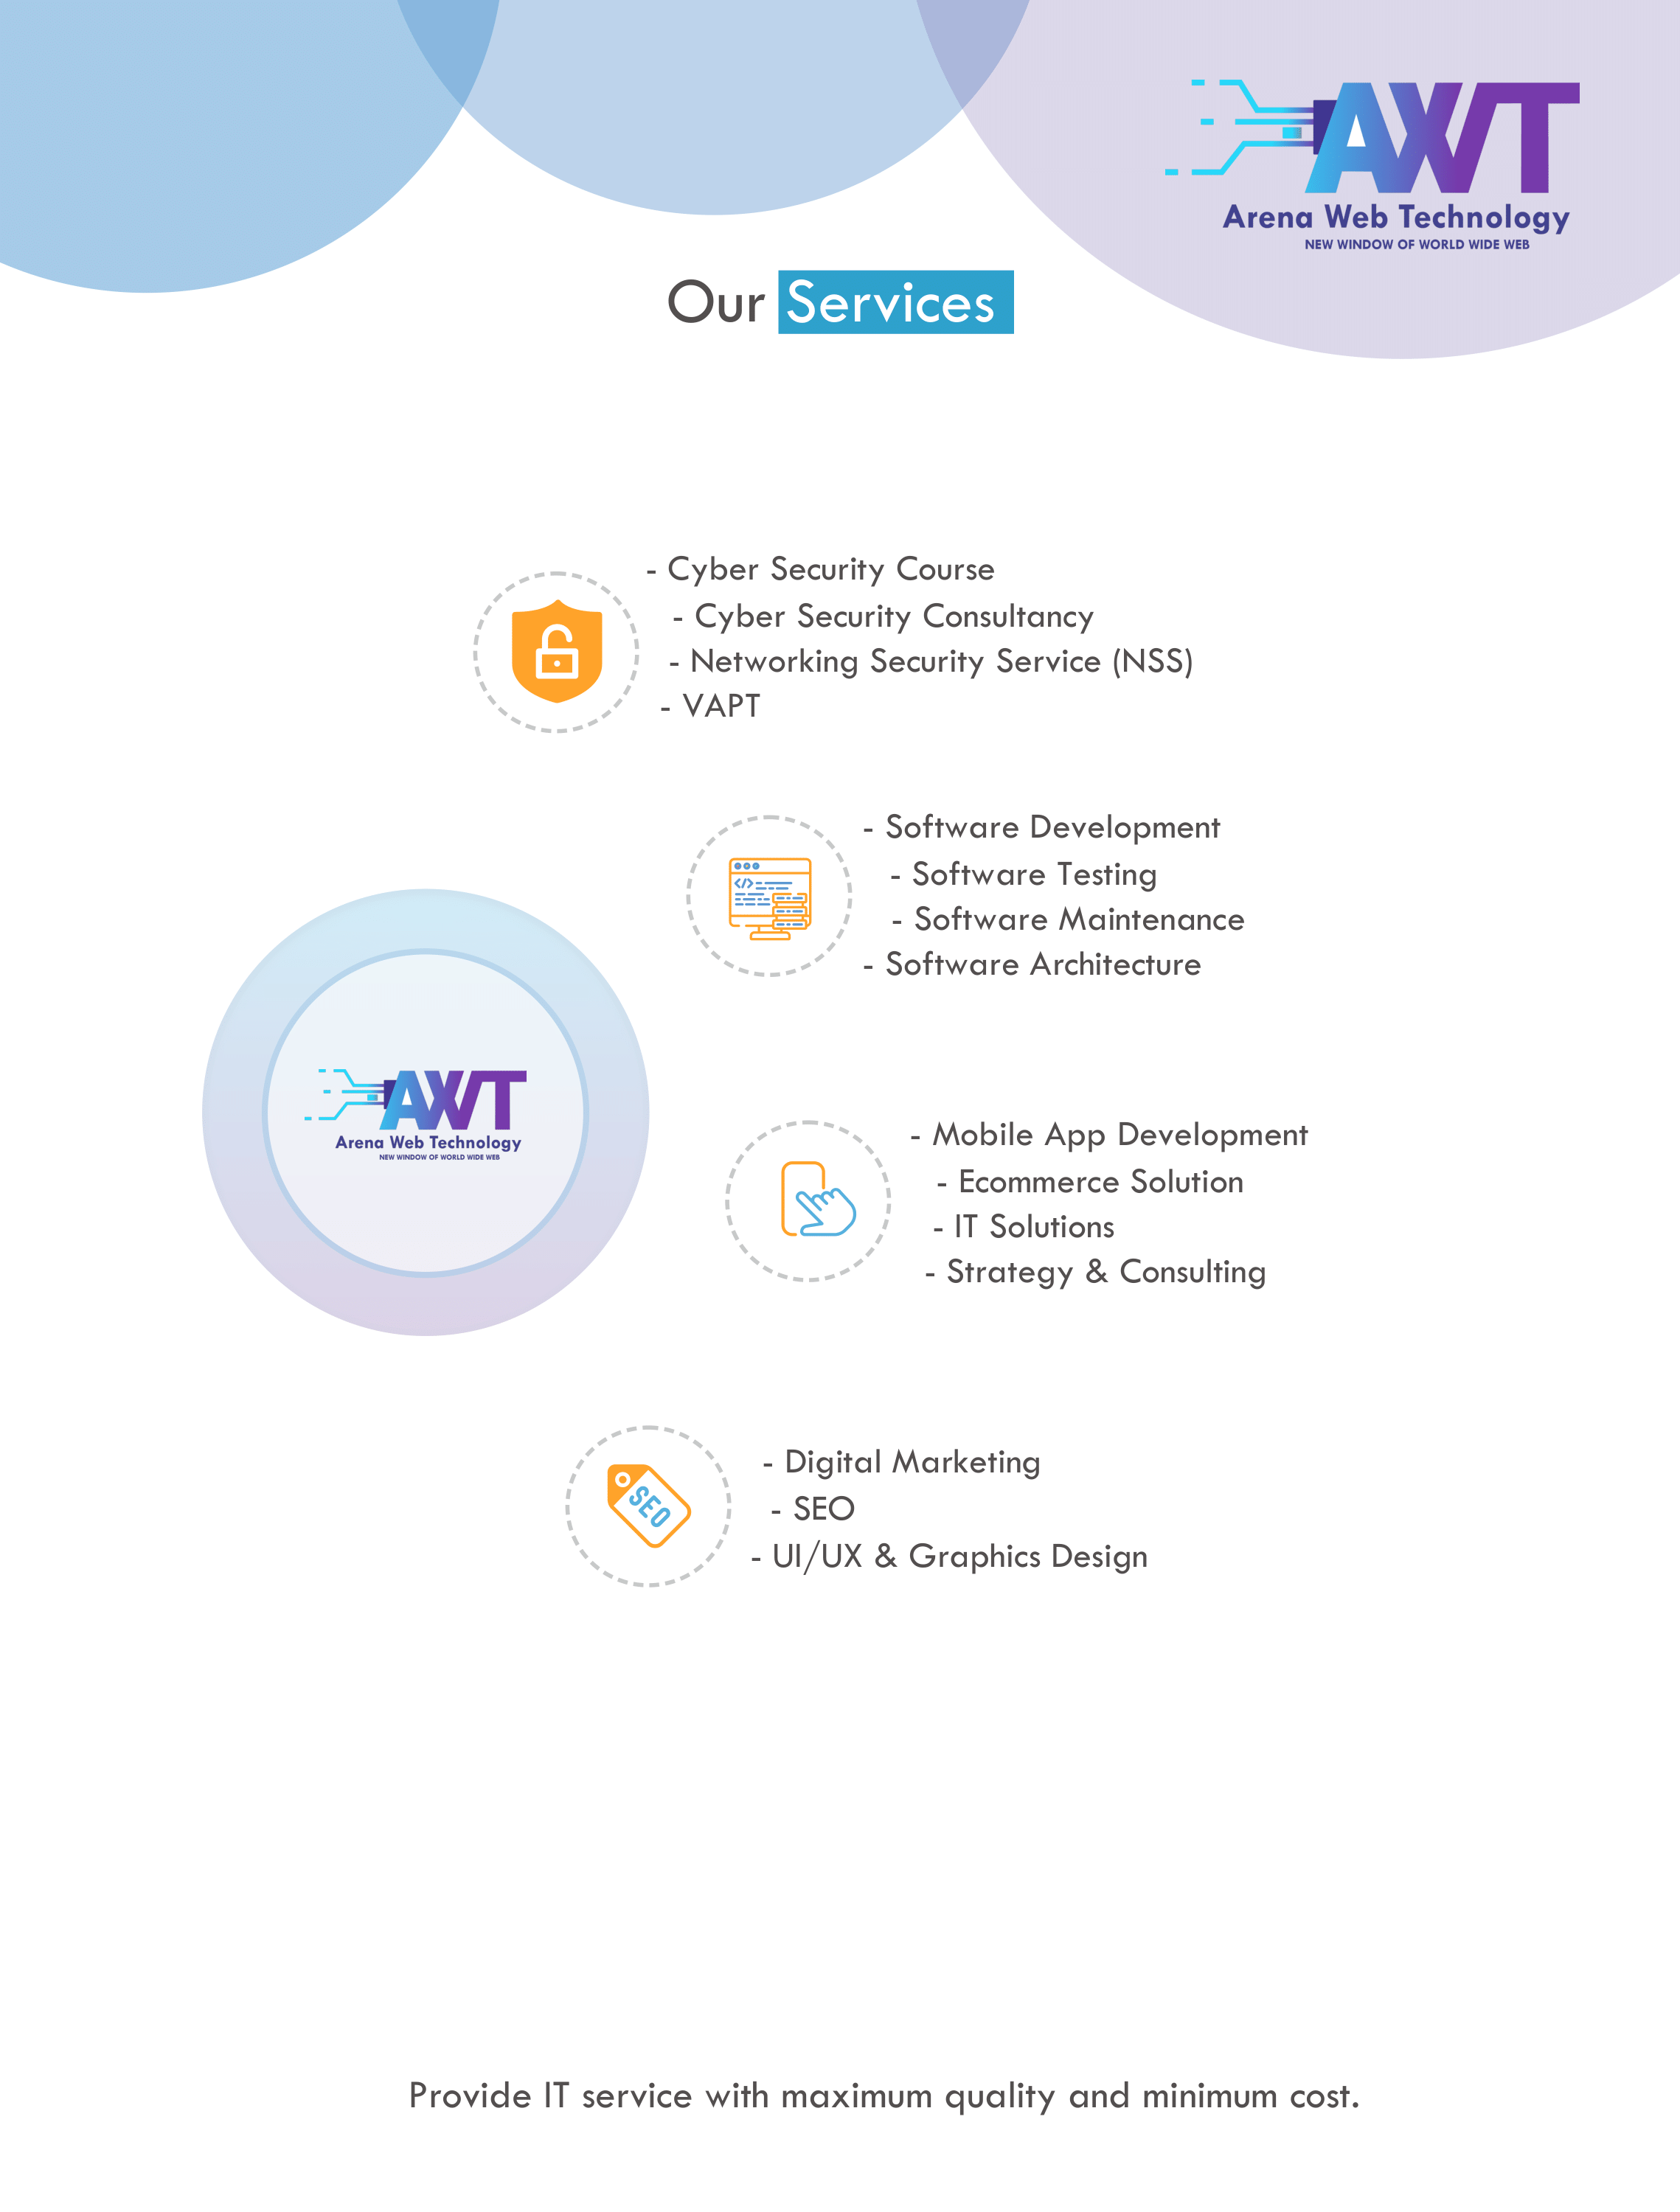 AWT
Arena Web Technology
NEW WINDOW OF WORLD WIDE WEB
Our Services
- Cyber Security Course
- Cyber Security Consultancy
- Networking Security Service (NSS)
- VAPT
- Software Development
- Software Testing
- Software Maintenance
- Software Architecture
AWT
Arena Web Technology
NEW WINDOW OF WORLD WIDE WEB
- Mobile App Development
- Ecommerce Solution
- IT Solutions
- Strategy & Consulting
SEO
- Digital Marketing
- SEO
- UI/UX & Graphics Design
Provide IT service with maximum quality and minimum cost.